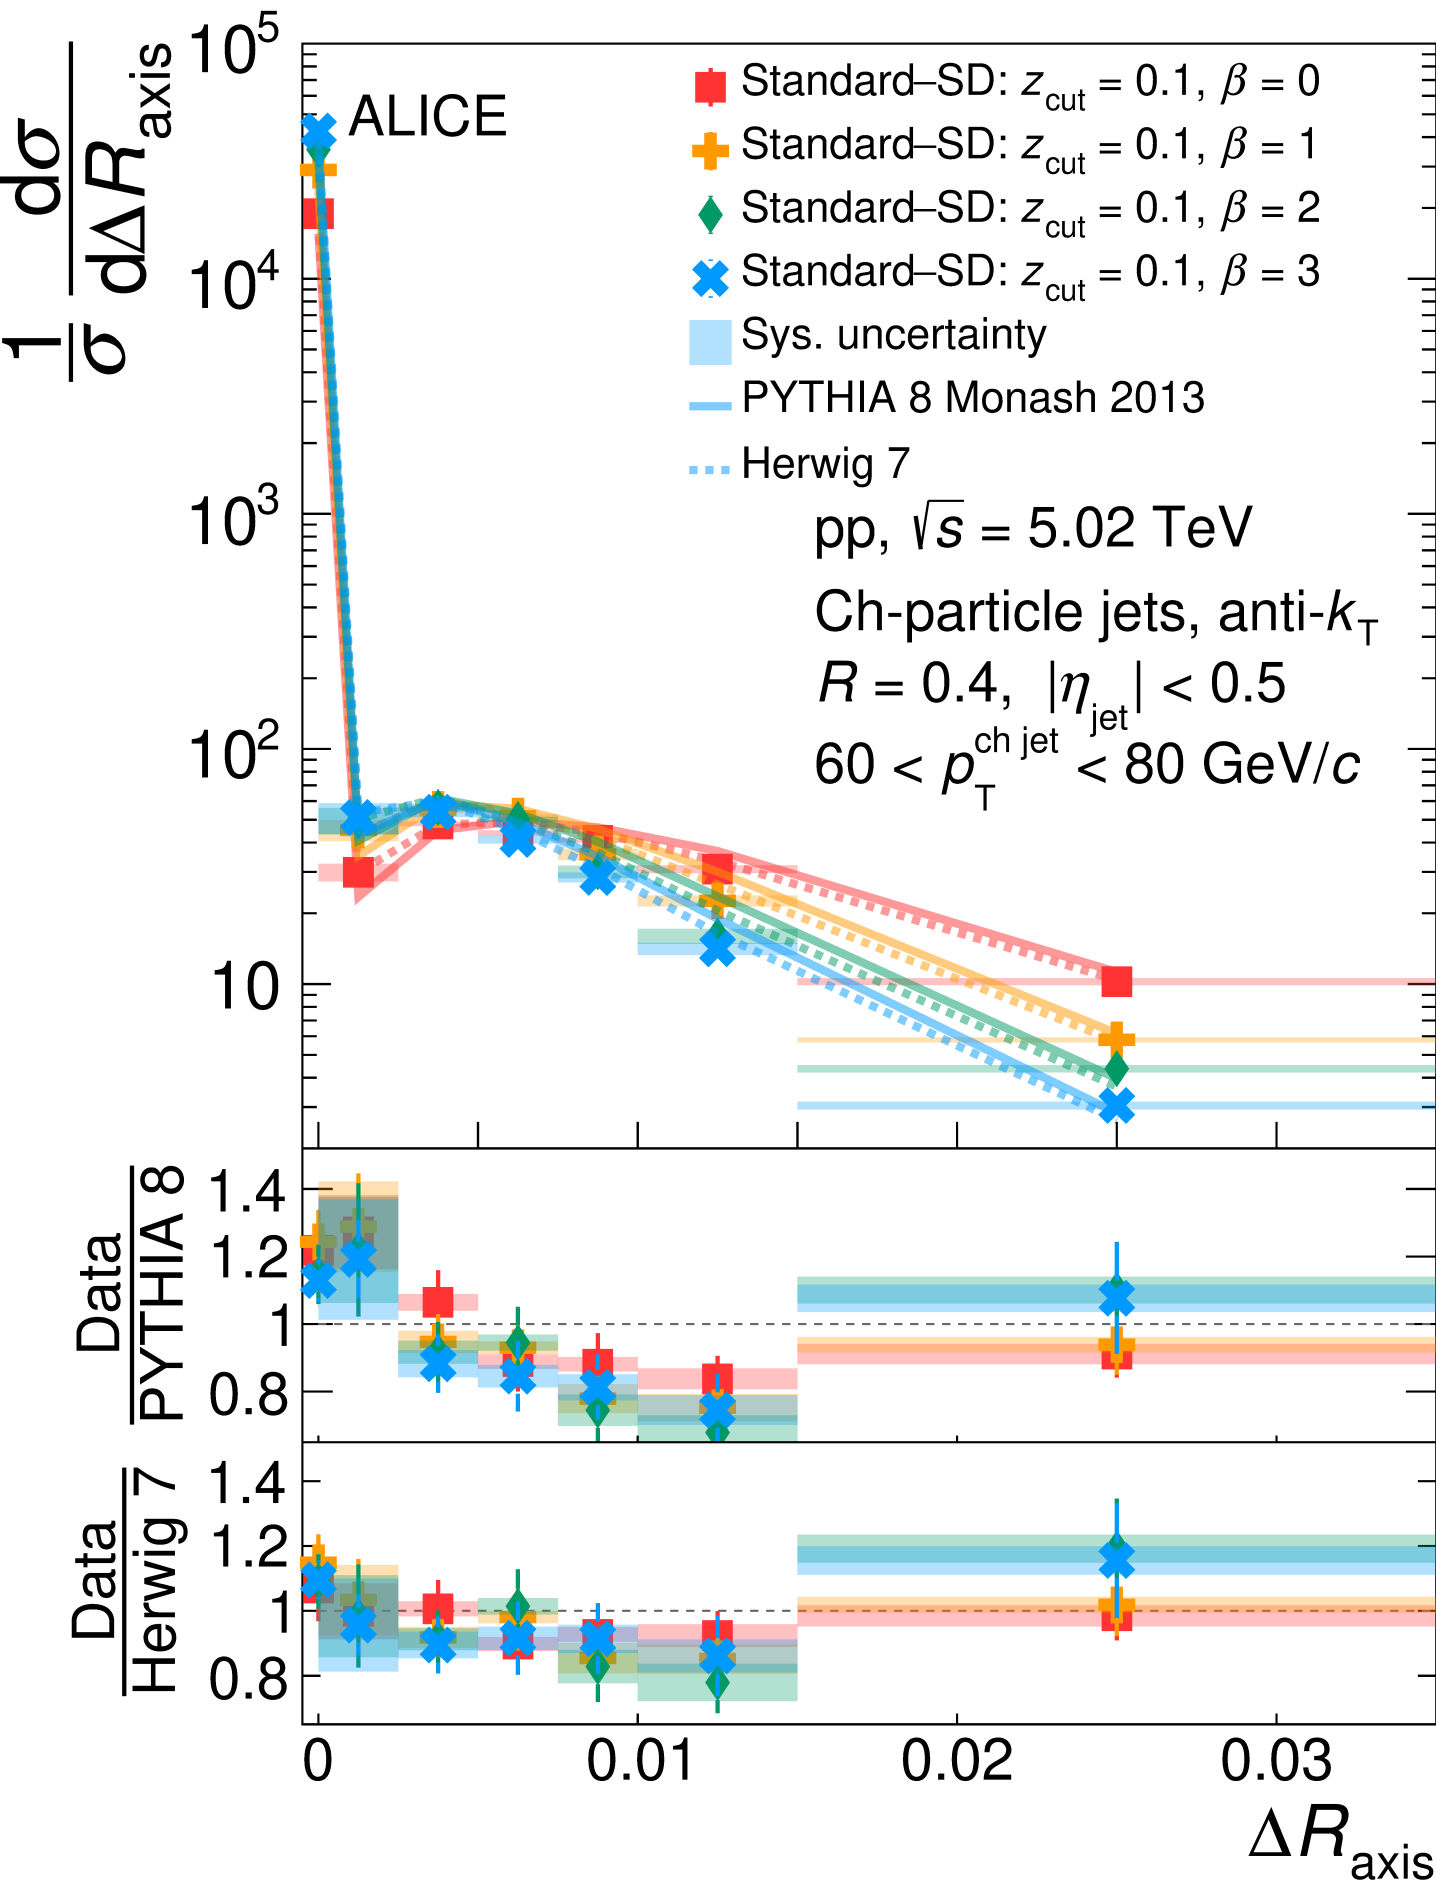 1/σ dσ/dΔR_axis
10^5
10^4
10^3
10^2
10
ALICE
Standard–SD: z_cut = 0.1, β = 0
Standard–SD: z_cut = 0.1, β = 1
Standard–SD: z_cut = 0.1, β = 2
Standard–SD: z_cut = 0.1, β = 3
Sys. uncertainty
PYTHIA 8 Monash 2013
Herwig 7
pp, √s = 5.02 TeV
Ch-particle jets, anti-k_T
R = 0.4, |η_jet| < 0.5
60 < p_T^ch jet < 80 GeV/c
Data
PYTHIA 8
1.4
1.2
1
0.8
Data
Herwig 7
1.4
1.2
1
0.8
0 0.01 0.02 0.03
ΔR_axis